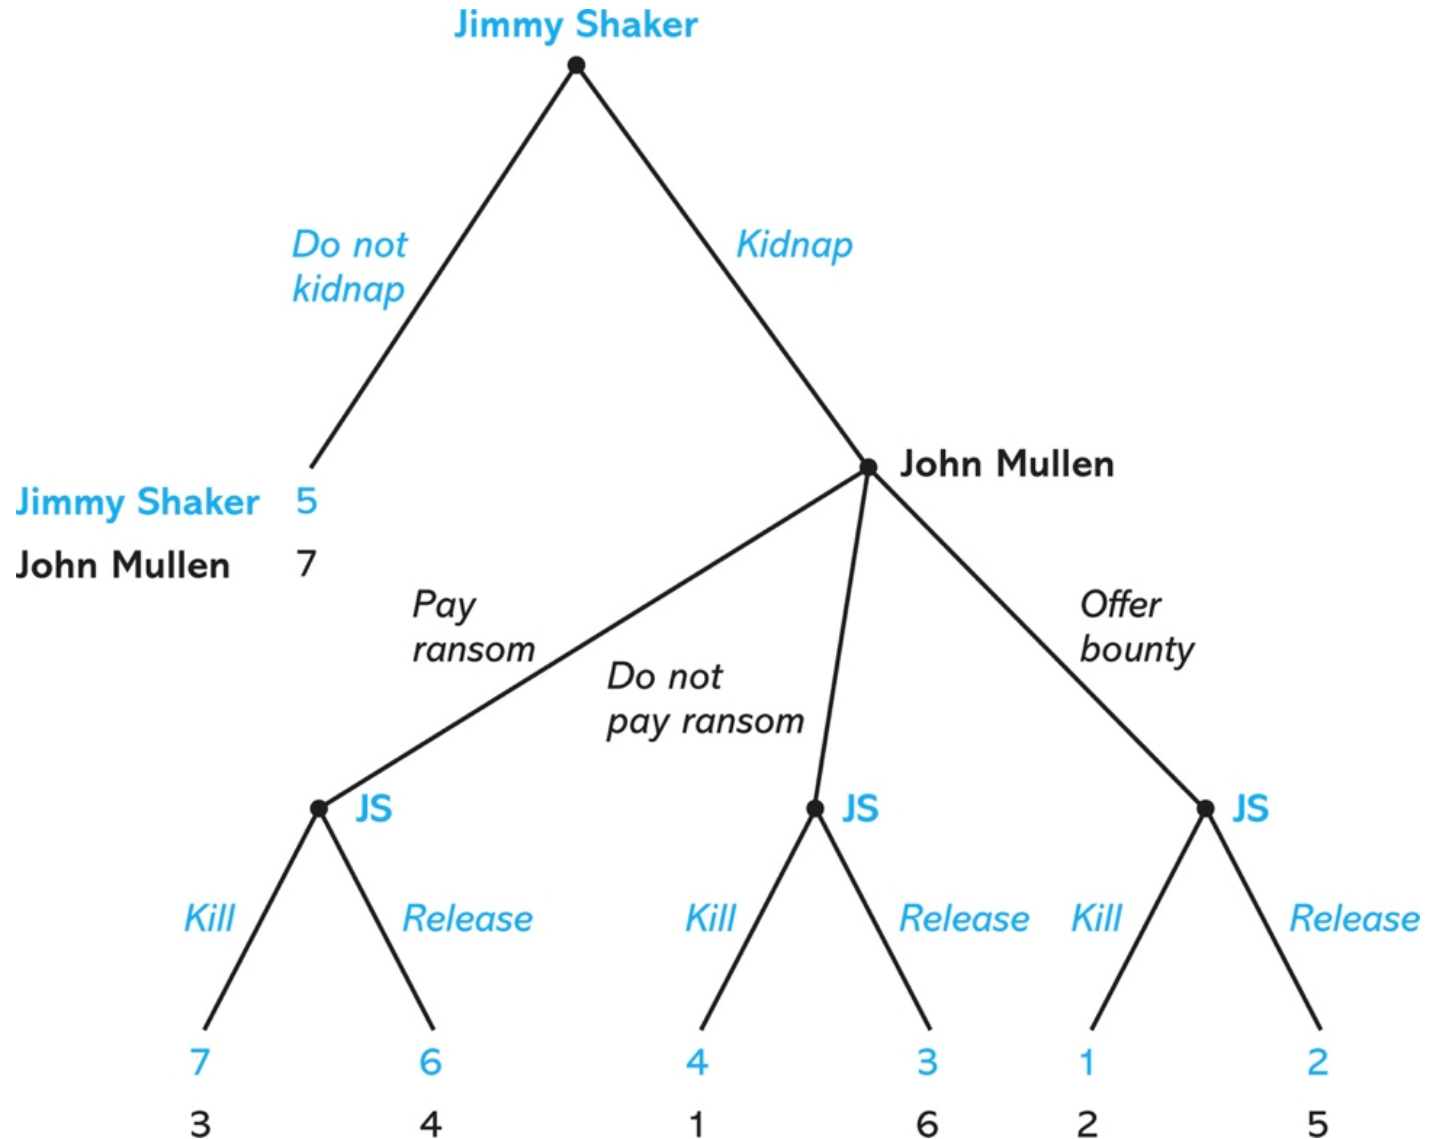 Jimmy Shaker
Do not
kidnap
Kidnap
John Mullen
Jimmy Shaker 5
John Mullen 7
Pay
ransom
Do not
pay ransom
Offer
bounty
JS
JS
JS
Kill
Release
Kill
Release
Kill
Release
7 6 4 3 1 2
3 4 1 6 2 5